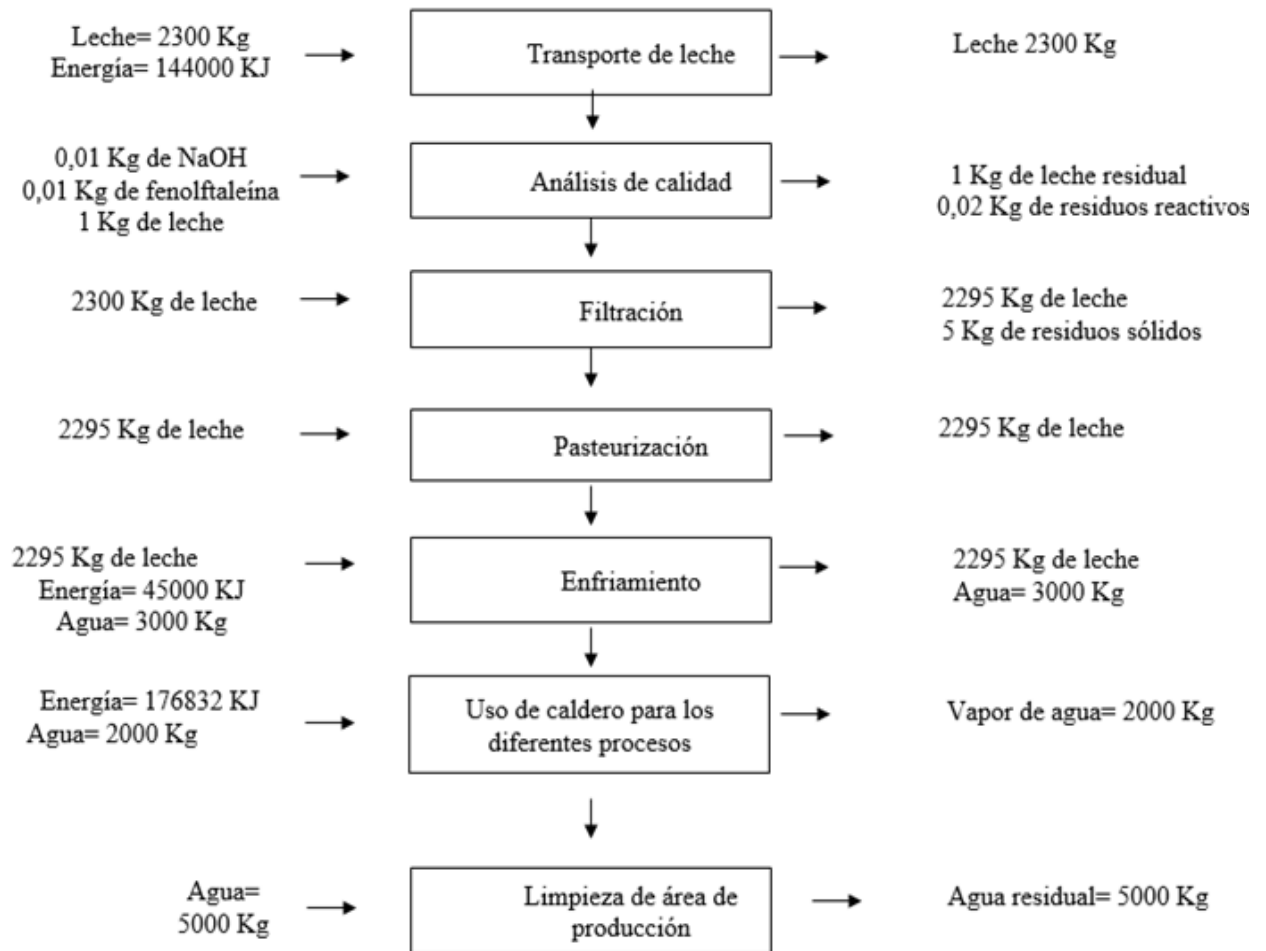 Leche= 2300 Kg
Energía= 144000 KJ
Transporte de leche
Leche 2300 Kg
0,01 Kg de NaOH
0,01 Kg de fenolftaleína
1 Kg de leche
Análisis de calidad
1 Kg de leche residual
0,02 Kg de residuos reactivos
2300 Kg de leche
Filtración
2295 Kg de leche
5 Kg de residuos sólidos
2295 Kg de leche
Pasteurización
2295 Kg de leche
2295 Kg de leche
Energía= 45000 KJ
Agua= 3000 Kg
Enfriamiento
2295 Kg de leche
Agua= 3000 Kg
Energía= 176832 KJ
Agua= 2000 Kg
Uso de caldero para los
diferentes procesos
Vapor de agua= 2000 Kg
Agua=
5000 Kg
Limpieza de área de
producción
Agua residual= 5000 Kg